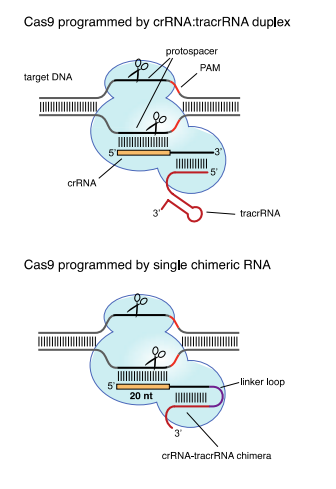 Cas9 programmed by crRNA:tracrRNA duplex
protospacer
PAM
target DNA
5'
3'
5'
crRNA
3'
tracrRNA
Cas9 programmed by single chimeric RNA
linker loop
5'
20 nt
3'
crRNA-tracrRNA chimera